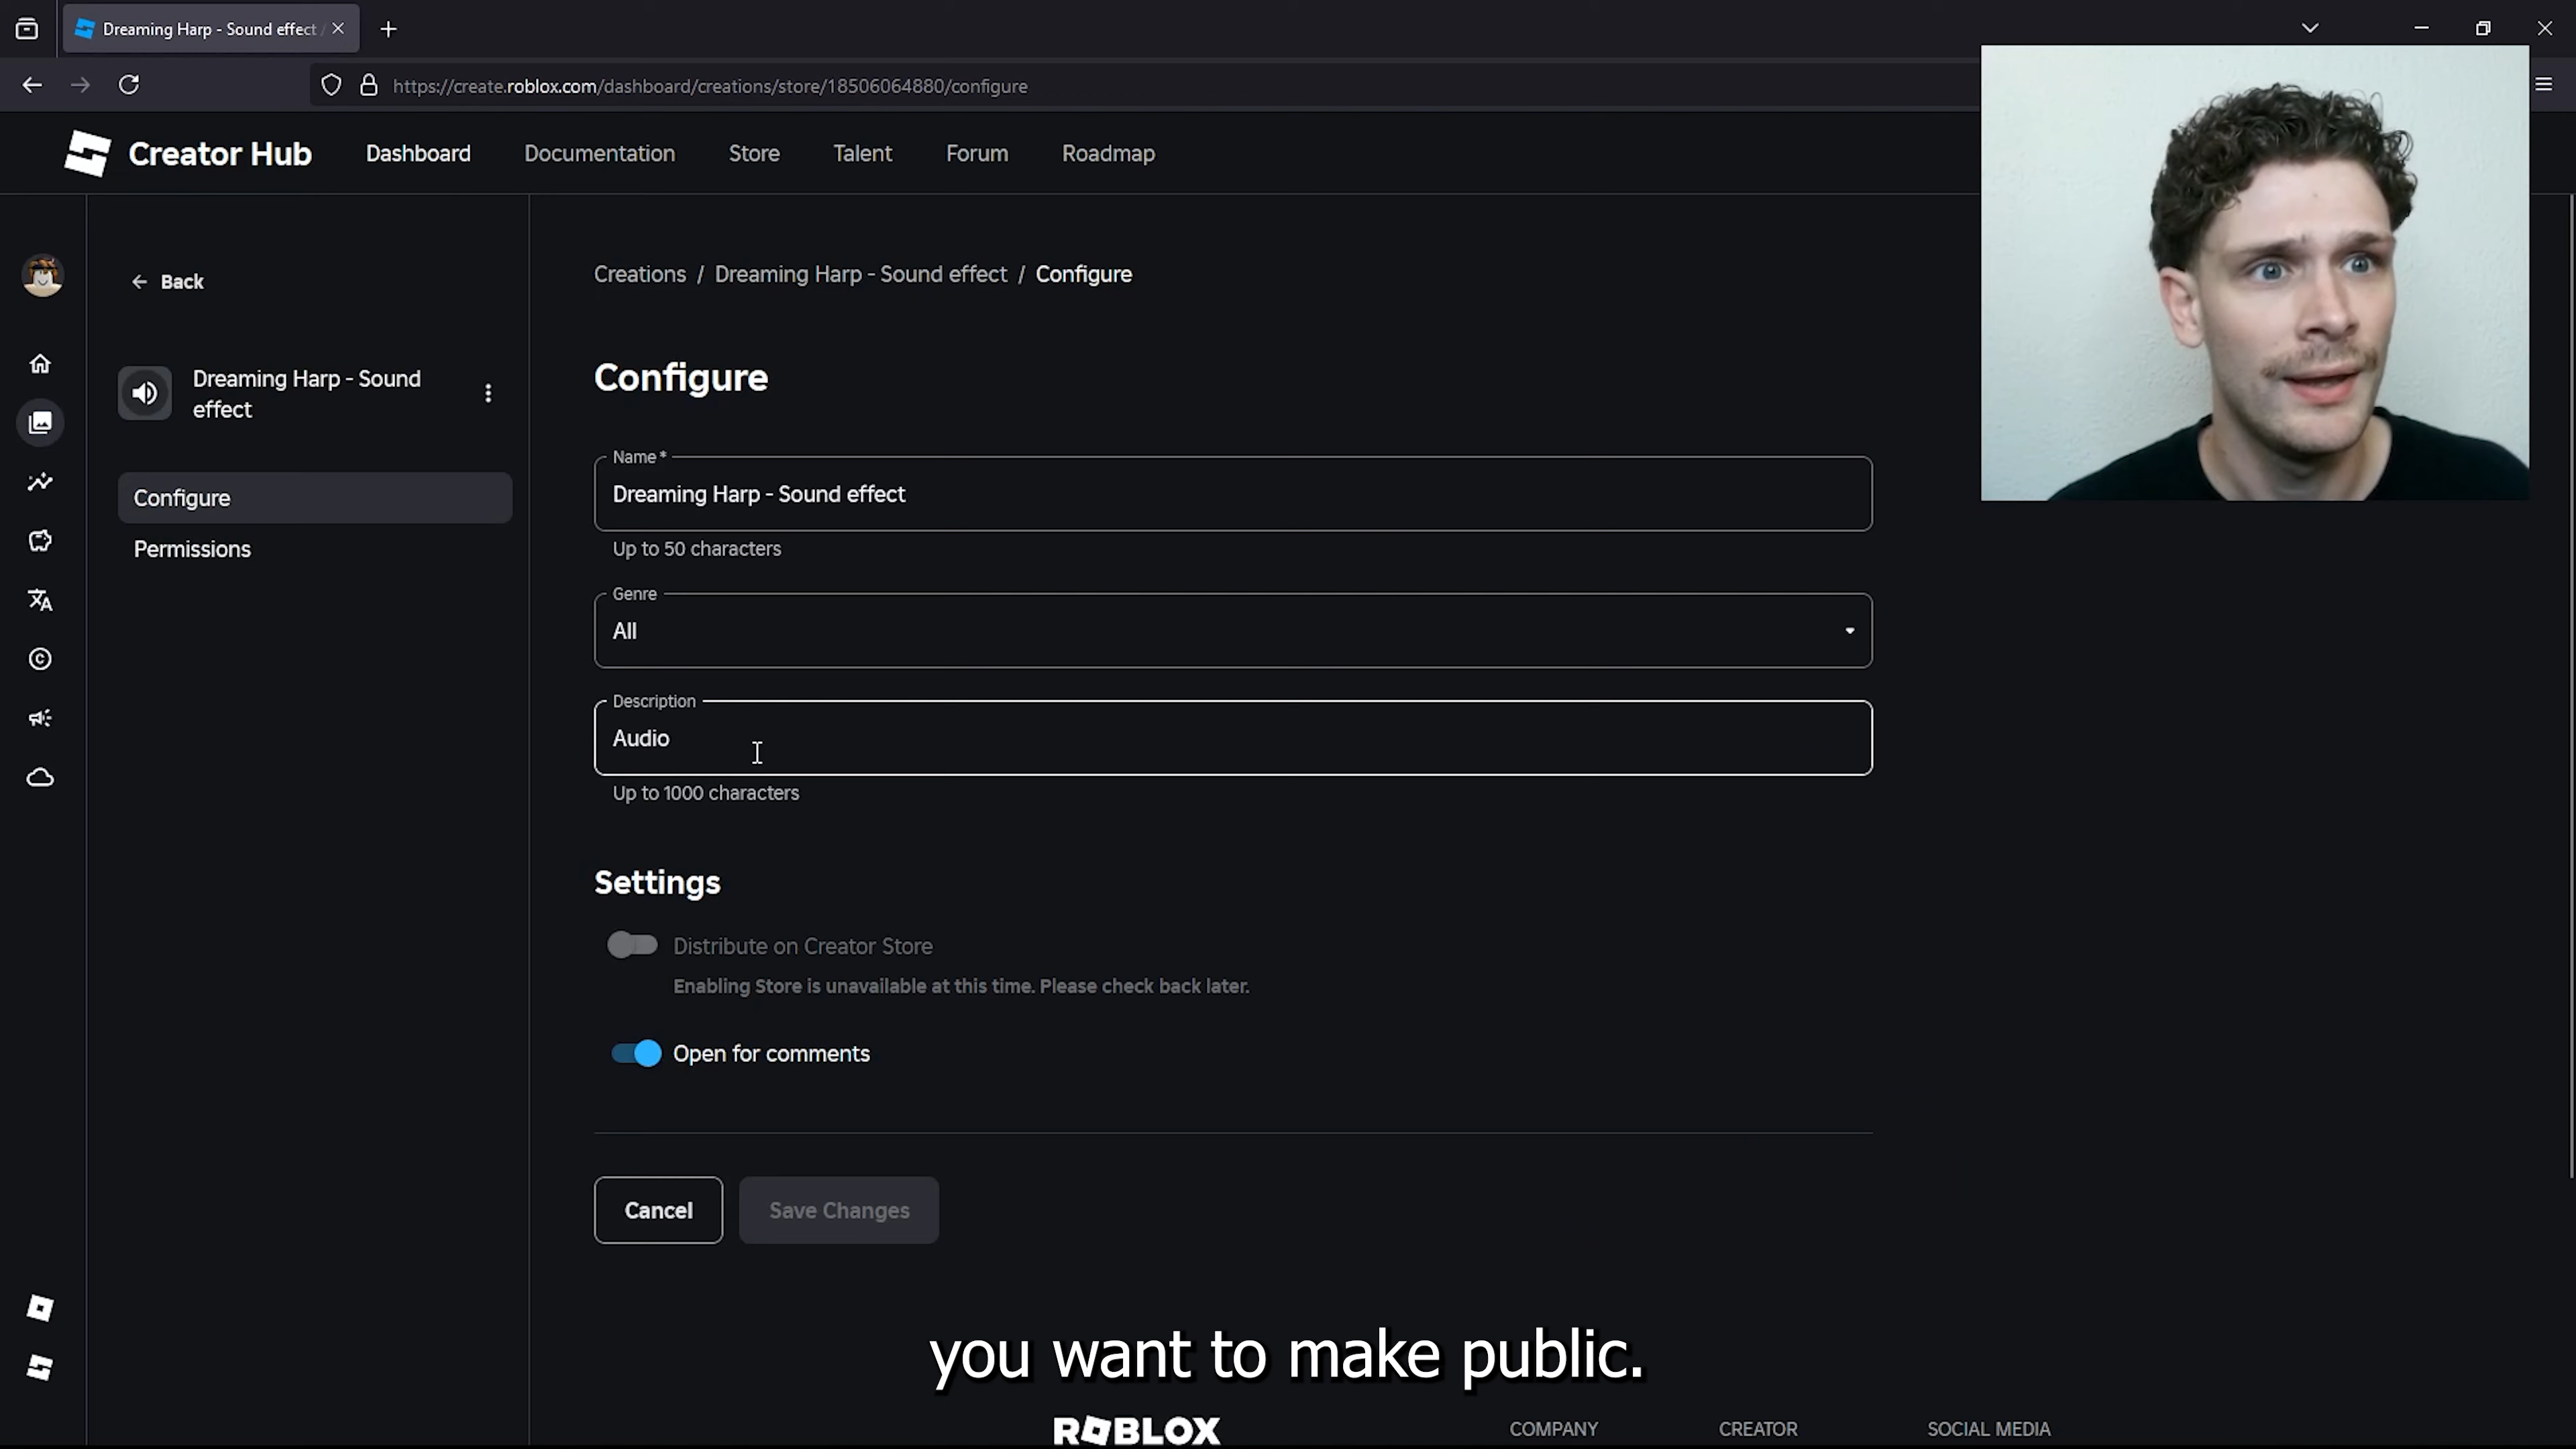 Dreaming Harp - Sound effect
https://create.roblox.com/dashboard/creations/store/18506064880/configure
Creator Hub
Dashboard
Documentation
Store
Talent
Forum
Roadmap
Back
Dreaming Harp - Sound
effect
Configure
Permissions
Creations / Dreaming Harp - Sound effect / Configure
Configure
Name*
Dreaming Harp - Sound effect
Up to 50 characters
Genre
All
Description
Audio
Up to 1000 characters
Settings
Distribute on Creator Store
Enabling Store is unavailable at this time. Please check back later.
Open for comments
Cancel
Save Changes
you want to make public.
ROBLOX
COMPANY
CREATOR
SOCIAL MEDIA